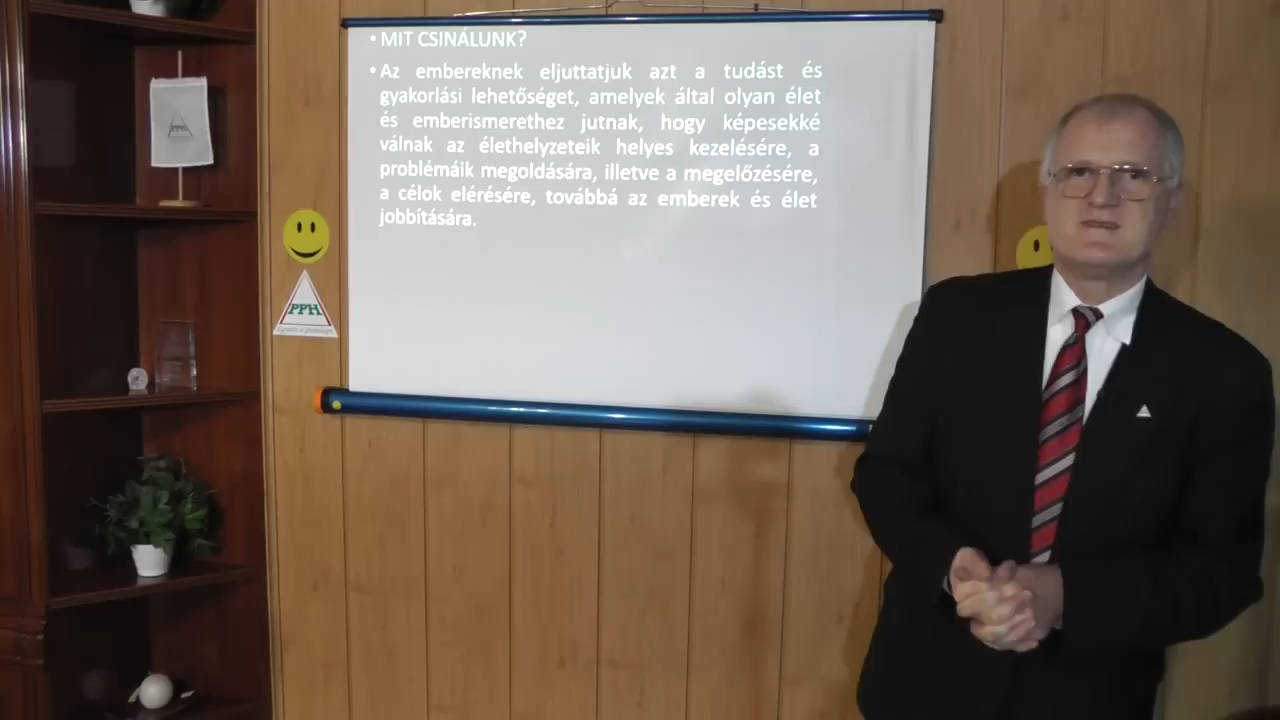 • MIT CSINÁLUNK?
• Az embereknek eljuttatjuk azt a tudást és
gyakorlási lehetőséget, amelyek által olyan élet
és emberismerethez jutnak, hogy képesekké
válnak az élethelyzeteik helyes kezelésére, a
problémáik megoldására, illetve a megelőzésére,
a célok elérésére, továbbá az emberek és élet
jobbítására.
PPH